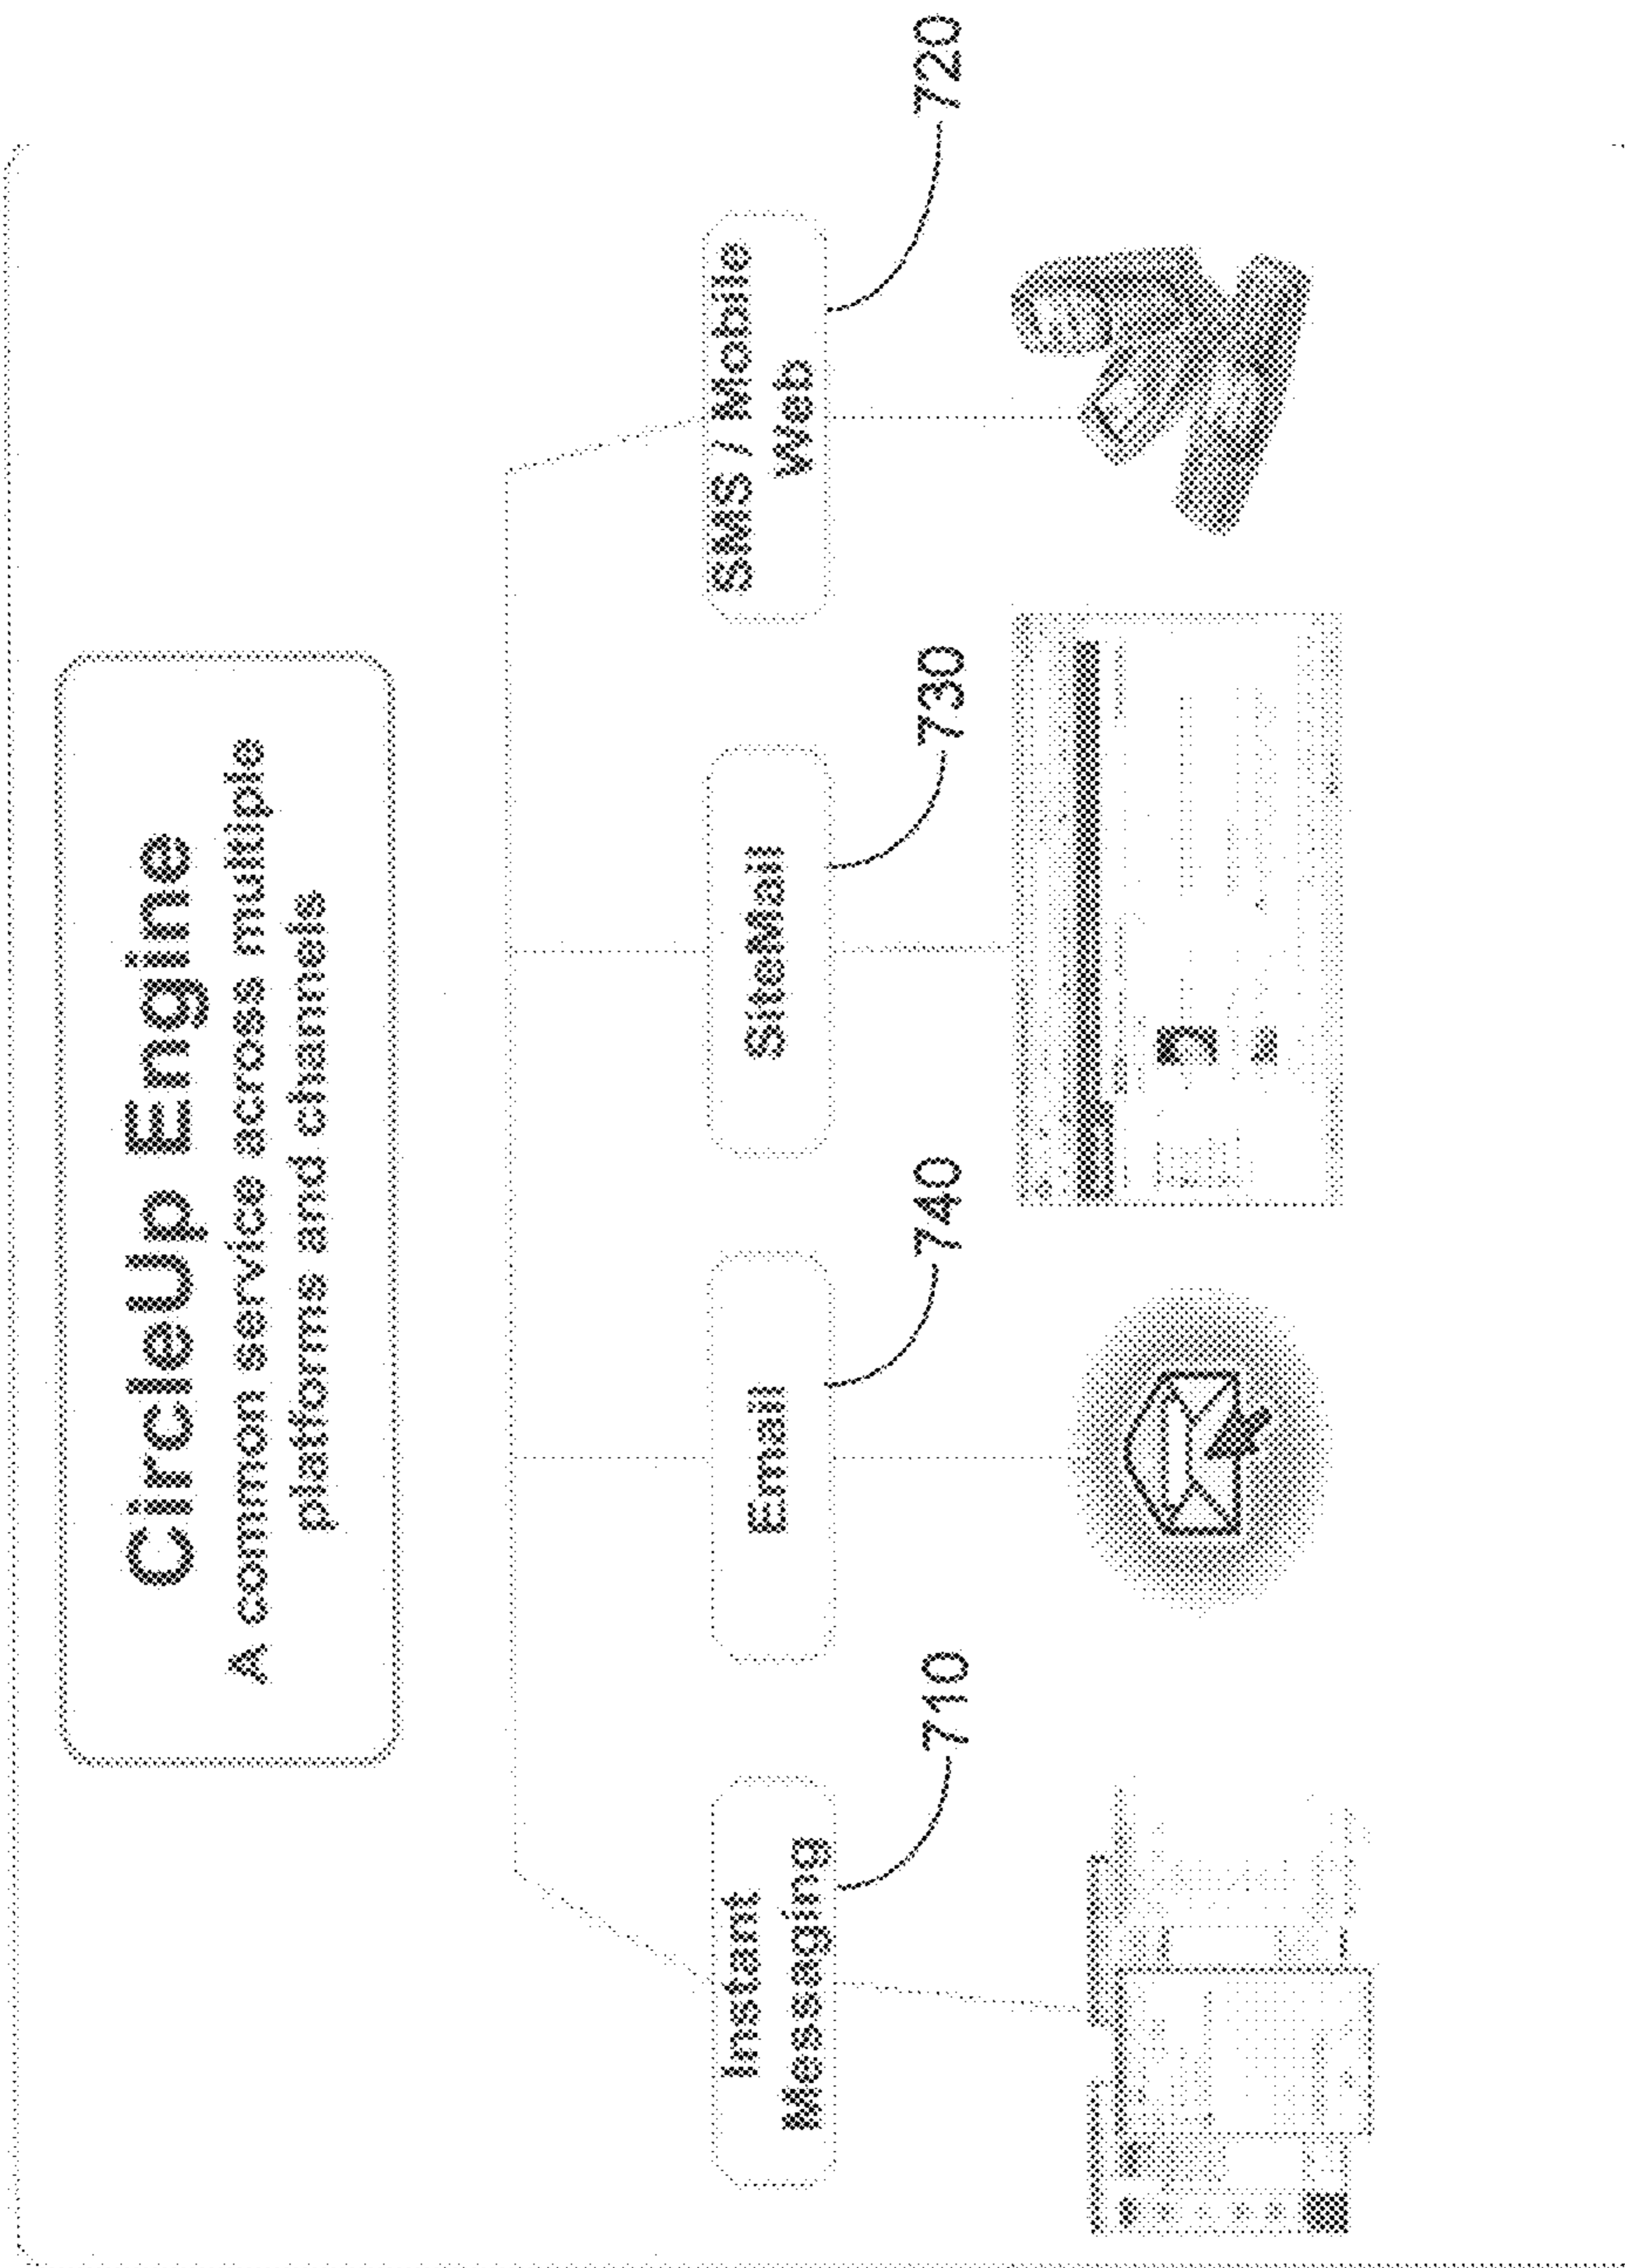 CircleUp Engine
A common service across multiple
platforms and channels
Instant
Messaging
710
Email
740
SiteMail
730
SMS / Mobile
Web
720